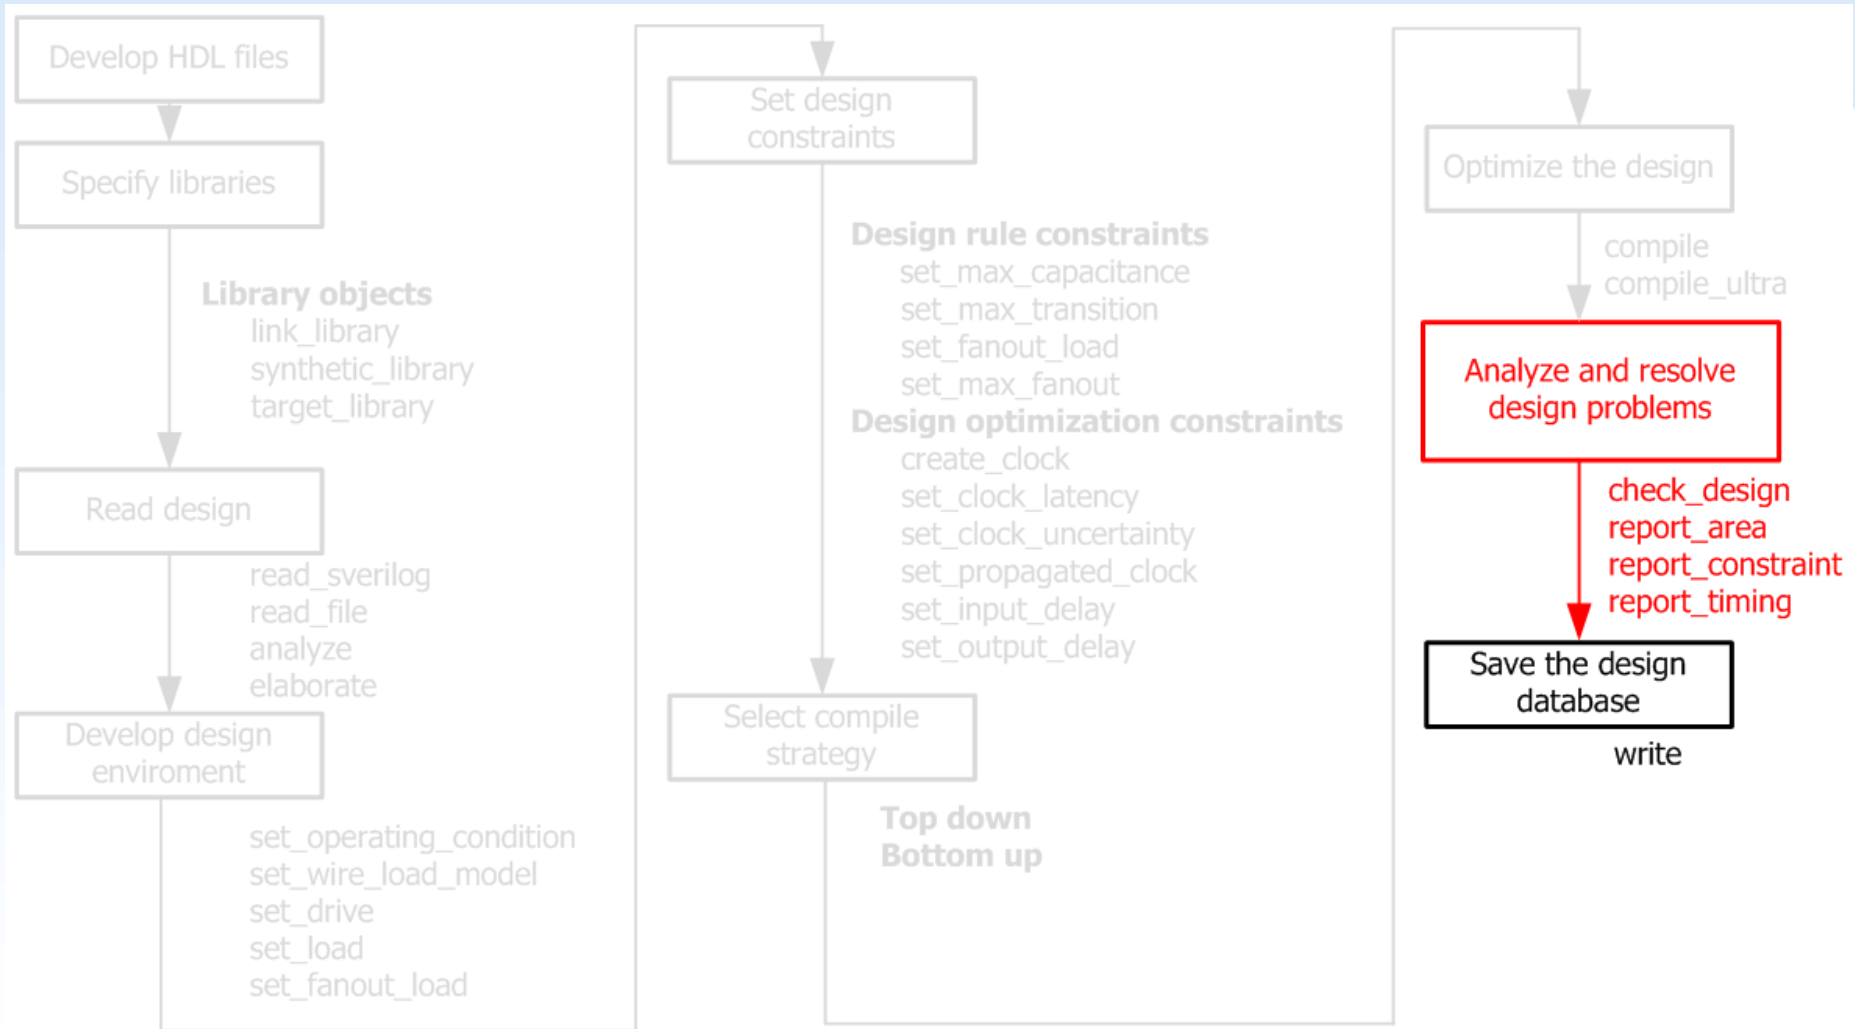 Develop HDL files
Specify libraries
Library objects
link_library
synthetic_library
target_library
Read design
read_sverilog
read_file
analyze
elaborate
Develop design
enviroment
set_operating_condition
set_wire_load_model
set_drive
set_load
set_fanout_load
Set design
constraints
Design rule constraints
set_max_capacitance
set_max_transition
set_fanout_load
set_max_fanout
Design optimization constraints
create_clock
set_clock_latency
set_clock_uncertainty
set_propagated_clock
set_input_delay
set_output_delay
Select compile
strategy
Top down
Bottom up
Optimize the design
compile
compile_ultra
Analyze and resolve
design problems
check_design
report_area
report_constraint
report_timing
Save the design
database
write